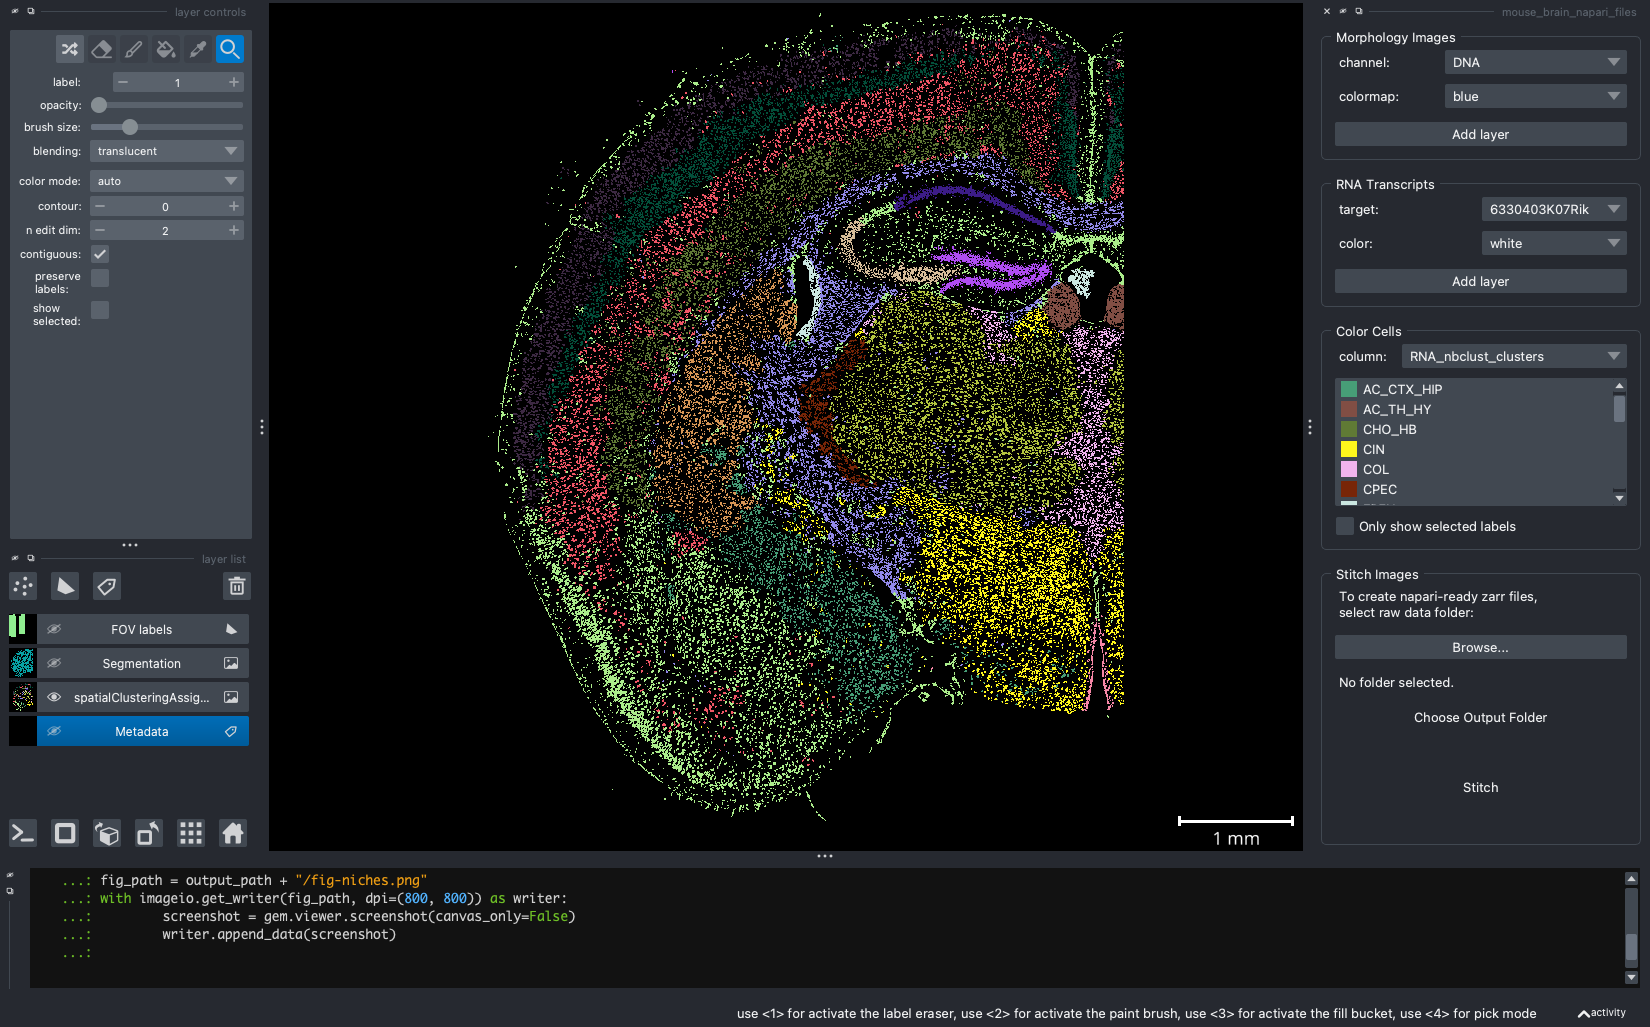 layer controls
label:
1
opacity:
brush size:
blending:
translucent
color mode:
auto
contour:
0
n edit dim:
2
contiguous:
preserve
labels:
show
selected:
layer list
FOV labels
Segmentation
spatialClusteringAssig...
Metadata
1 mm
mouse_brain_napari_files
Morphology Images
channel:
DNA
colormap:
blue
Add layer
RNA Transcripts
target:
6330403K07Rik
color:
white
Add layer
Color Cells
column:
RNA_nbclust_clusters
AC_CTX_HIP
AC_TH_HY
CHO_HB
CIN
COL
CPEC
Only show selected labels
Stitch Images
To create napari-ready zarr files,
select raw data folder:
Browse...
No folder selected.
Choose Output Folder
Stitch
...: fig_path = output_path + "/fig-niches.png"
...: with imageio.get_writer(fig_path, dpi=(800, 800)) as writer:
...: screenshot = gem.viewer.screenshot(canvas_only=False)
...: writer.append_data(screenshot)
...:
use <1> for activate the label eraser, use <2> for activate the paint brush, use <3> for activate the fill bucket, use <4> for pick mode
activity